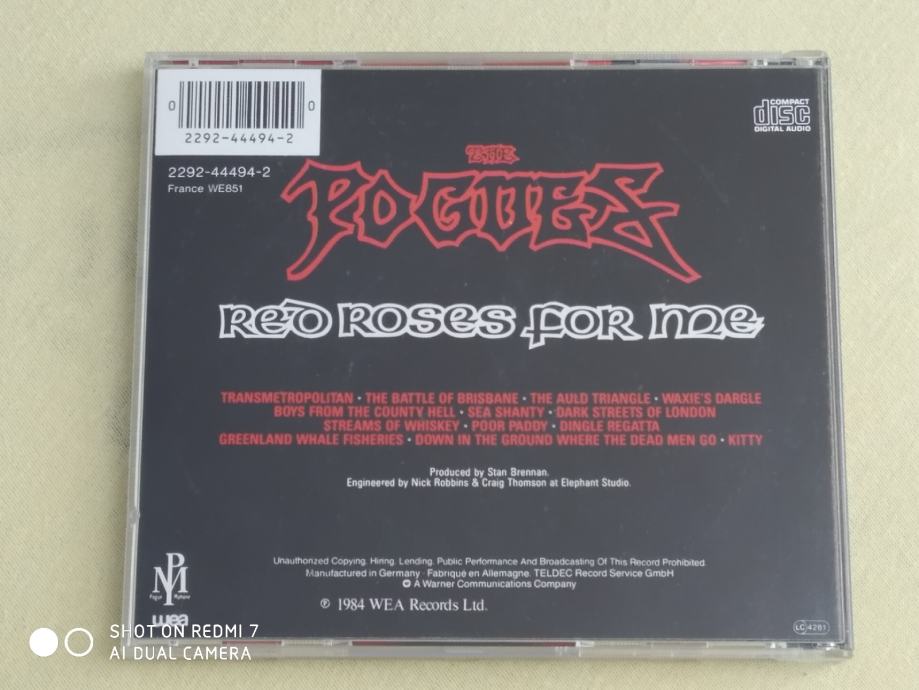 0 0
2292-44494-2
COMPACT
disc
DIGITAL AUDIO
2292-44494-2
France WE851
THE
POGUES
RED ROSES FOR ME
TRANSMETROPOLITAN • THE BATTLE OF BRISBANE • THE AULD TRIANGLE • WAXIE'S DARGLE
BOYS FROM THE COUNTY HELL • SEA SHANTY • DARK STREETS OF LONDON
STREAMS OF WHISKEY • POOR PADDY • DINGLE REGATTA
GREENLAND WHALE FISHERIES • DOWN IN THE GROUND WHERE THE DEAD MEN GO • KITTY
Produced by Stan Brennan.
Engineered by Nick Robbins & Craig Thomson at Elephant Studio.
Unauthorized Copying, Hiring, Lending, Public Performance And Broadcasting Of This Record Prohibited.
Manufactured in Germany · Fabriqué en Allemagne. TELDEC Record Service GmbH
A Warner Communications Company
℗ 1984 WEA Records Ltd.
PM
Pogue Mahone
wea
LC 4281
SHOT ON REDMI 7
AI DUAL CAMERA